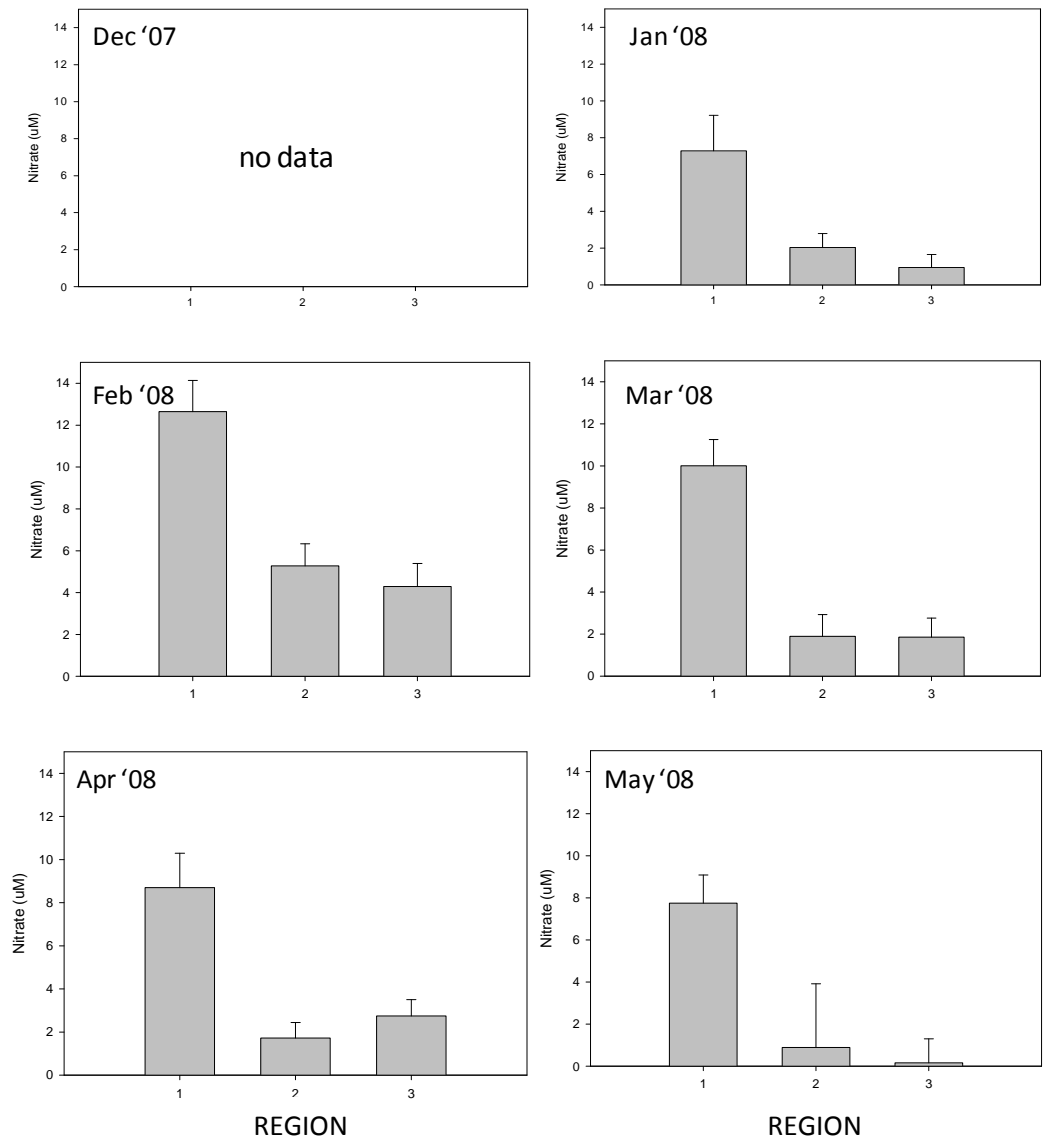 Dec '07
Nitrate (uM)
14
12
10
8
6
4
2
0
no data
1 2 3
Jan '08
Nitrate (uM)
14
12
10
8
6
4
2
0
1 2 3
Feb '08
Nitrate (uM)
14
12
10
8
6
4
2
0
1 2 3
Mar '08
Nitrate (uM)
14
12
10
8
6
4
2
0
1 2 3
Apr '08
Nitrate (uM)
14
12
10
8
6
4
2
0
1 2 3
REGION
May '08
Nitrate (uM)
14
12
10
8
6
4
2
0
1 2 3
REGION